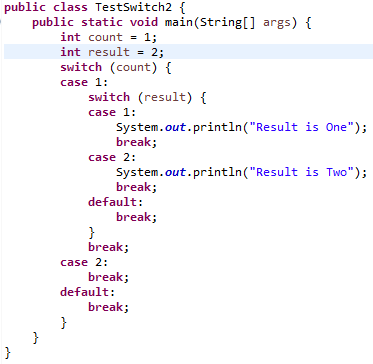 public class TestSwitch2 {
    public static void main(String[] args) {
        int count = 1;
        int result = 2;
        switch (count) {
        case 1:
            switch (result) {
            case 1:
                System.out.println("Result is One");
                break;
            case 2:
                System.out.println("Result is Two");
                break;
            default:
                break;
            }
            break;
        case 2:
            break;
        default:
            break;
        }
    }
}